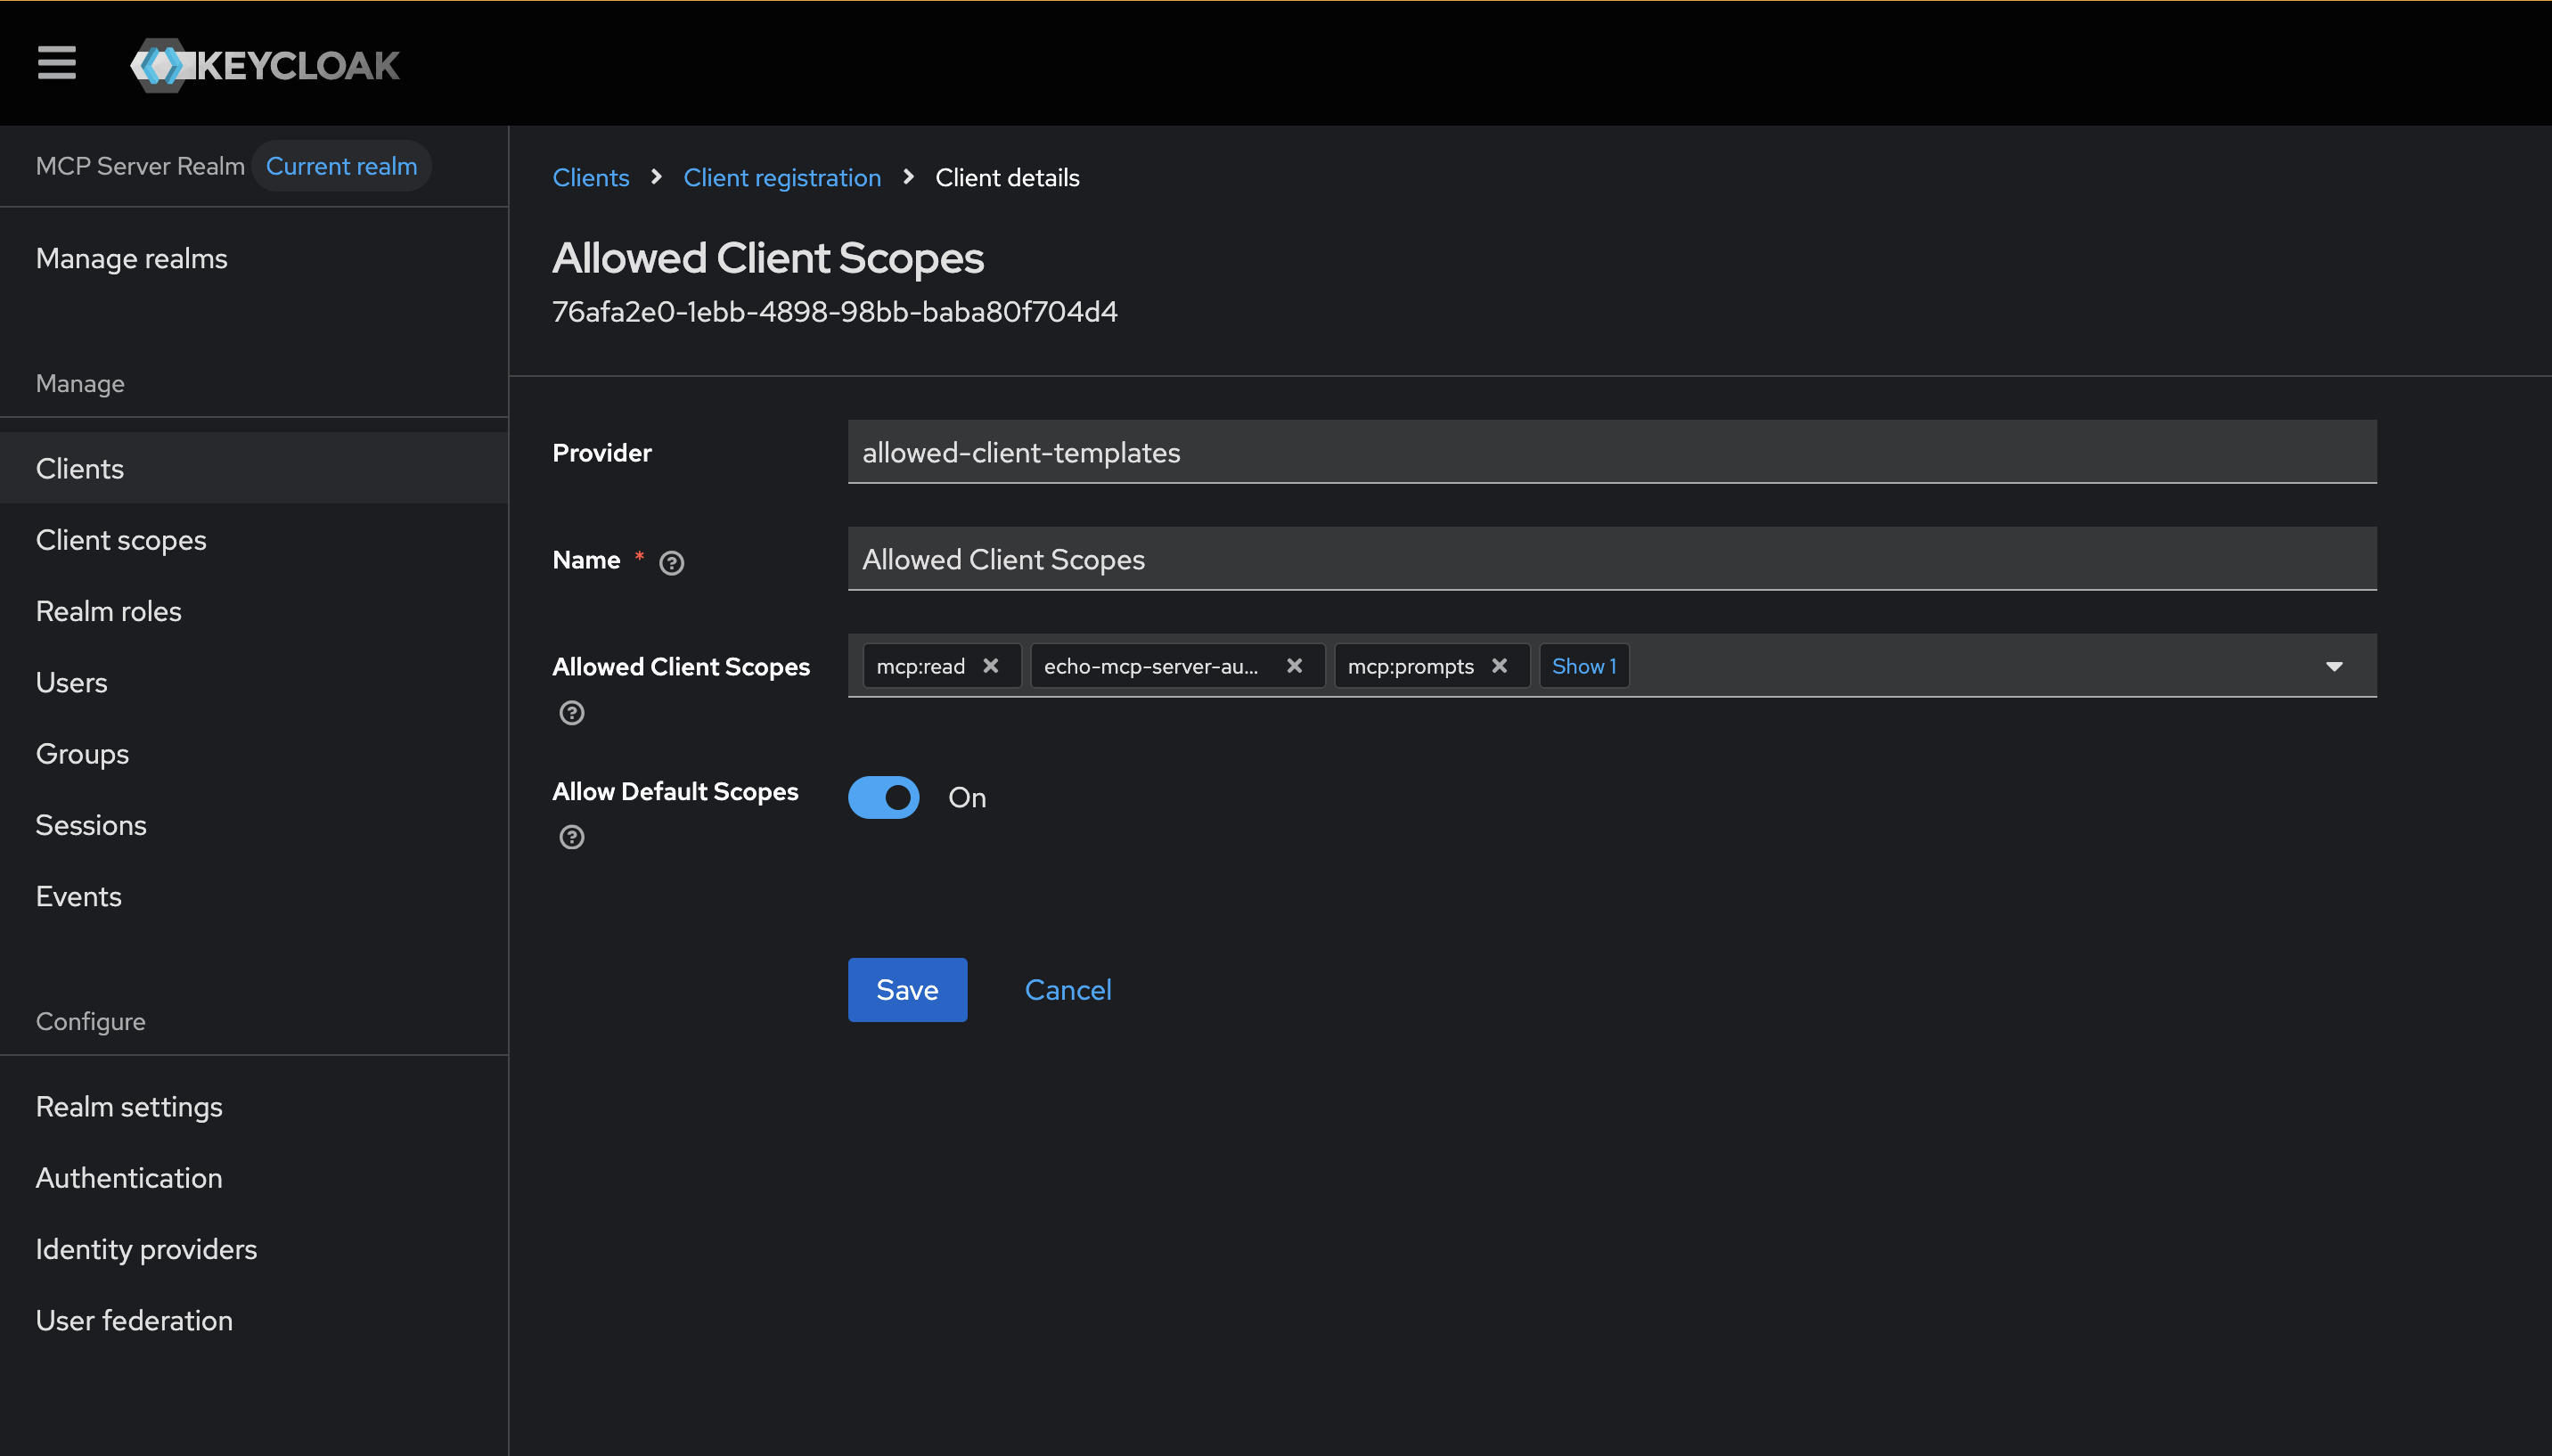 KEYCLOAK
MCP Server Realm Current realm
Manage realms
Manage
Clients
Client scopes
Realm roles
Users
Groups
Sessions
Events
Configure
Realm settings
Authentication
Identity providers
User federation
Clients > Client registration > Client details
Allowed Client Scopes
76afa2e0-1ebb-4898-98bb-baba80f704d4
Provider allowed-client-templates
Name * Allowed Client Scopes
Allowed Client Scopes mcp:read echo-mcp-server-au... mcp:prompts Show 1
Allow Default Scopes On
Save Cancel